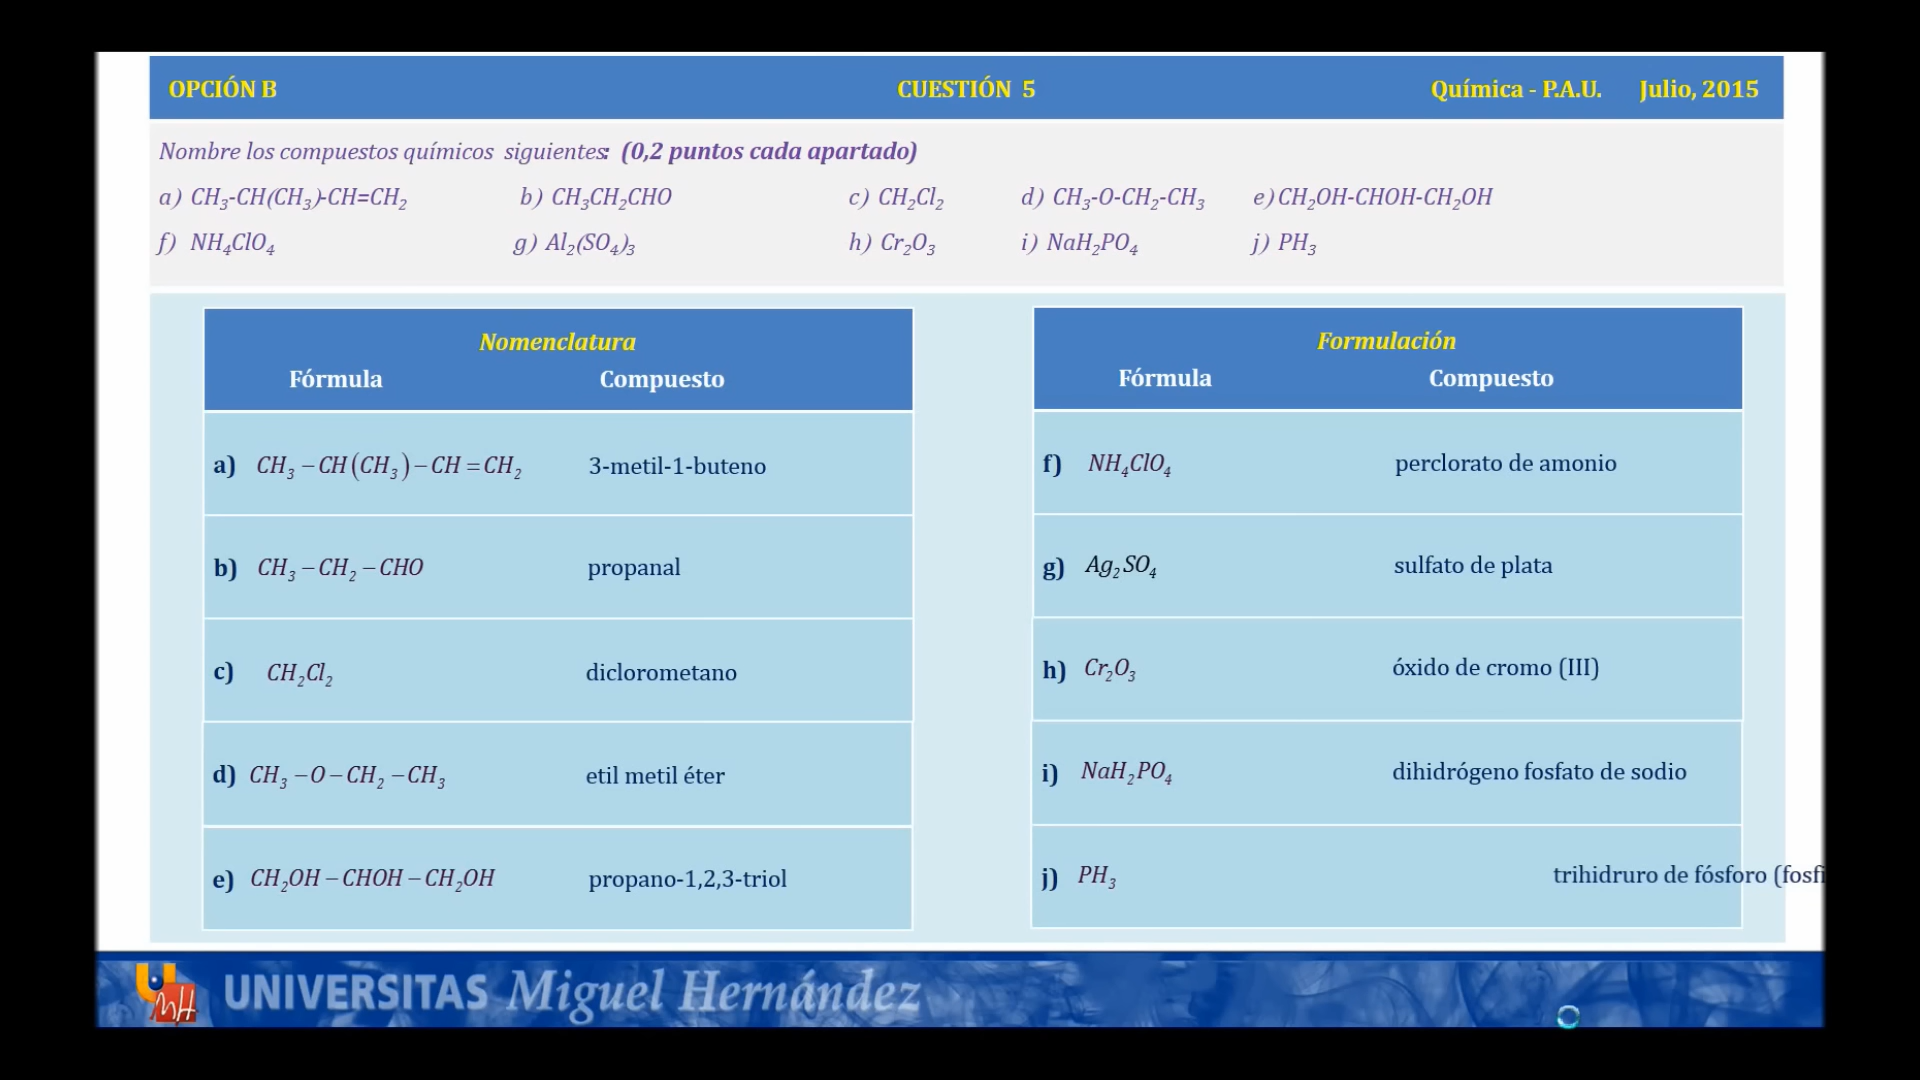 OPCIÓN B CUESTIÓN 5 Química - P.A.U. Julio, 2015
Nombre los compuestos químicos siguientes: (0,2 puntos cada apartado)
a) CH₃-CH(CH₃)-CH=CH₂ b) CH₃CH₂CHO c) CH₂Cl₂ d) CH₃-O-CH₂-CH₃ e) CH₂OH-CHOH-CH₂OH
f) NH₄ClO₄ g) Al₂(SO₄)₃ h) Cr₂O₃ i) NaH₂PO₄ j) PH₃
Nomenclatura
Fórmula Compuesto
a) CH₃ – CH(CH₃) – CH = CH₂ 3-metil-1-buteno
b) CH₃ – CH₂ – CHO propanal
c) CH₂Cl₂ diclorometano
d) CH₃ – O – CH₂ – CH₃ etil metil éter
e) CH₂OH – CHOH – CH₂OH propano-1,2,3-triol
Formulación
Fórmula Compuesto
f) NH₄ClO₄ perclorato de amonio
g) Ag₂SO₄ sulfato de plata
h) Cr₂O₃ óxido de cromo (III)
i) NaH₂PO₄ dihidrógeno fosfato de sodio
j) PH₃ trihidruro de fósforo (fosfi
UNIVERSITAS Miguel Hernández